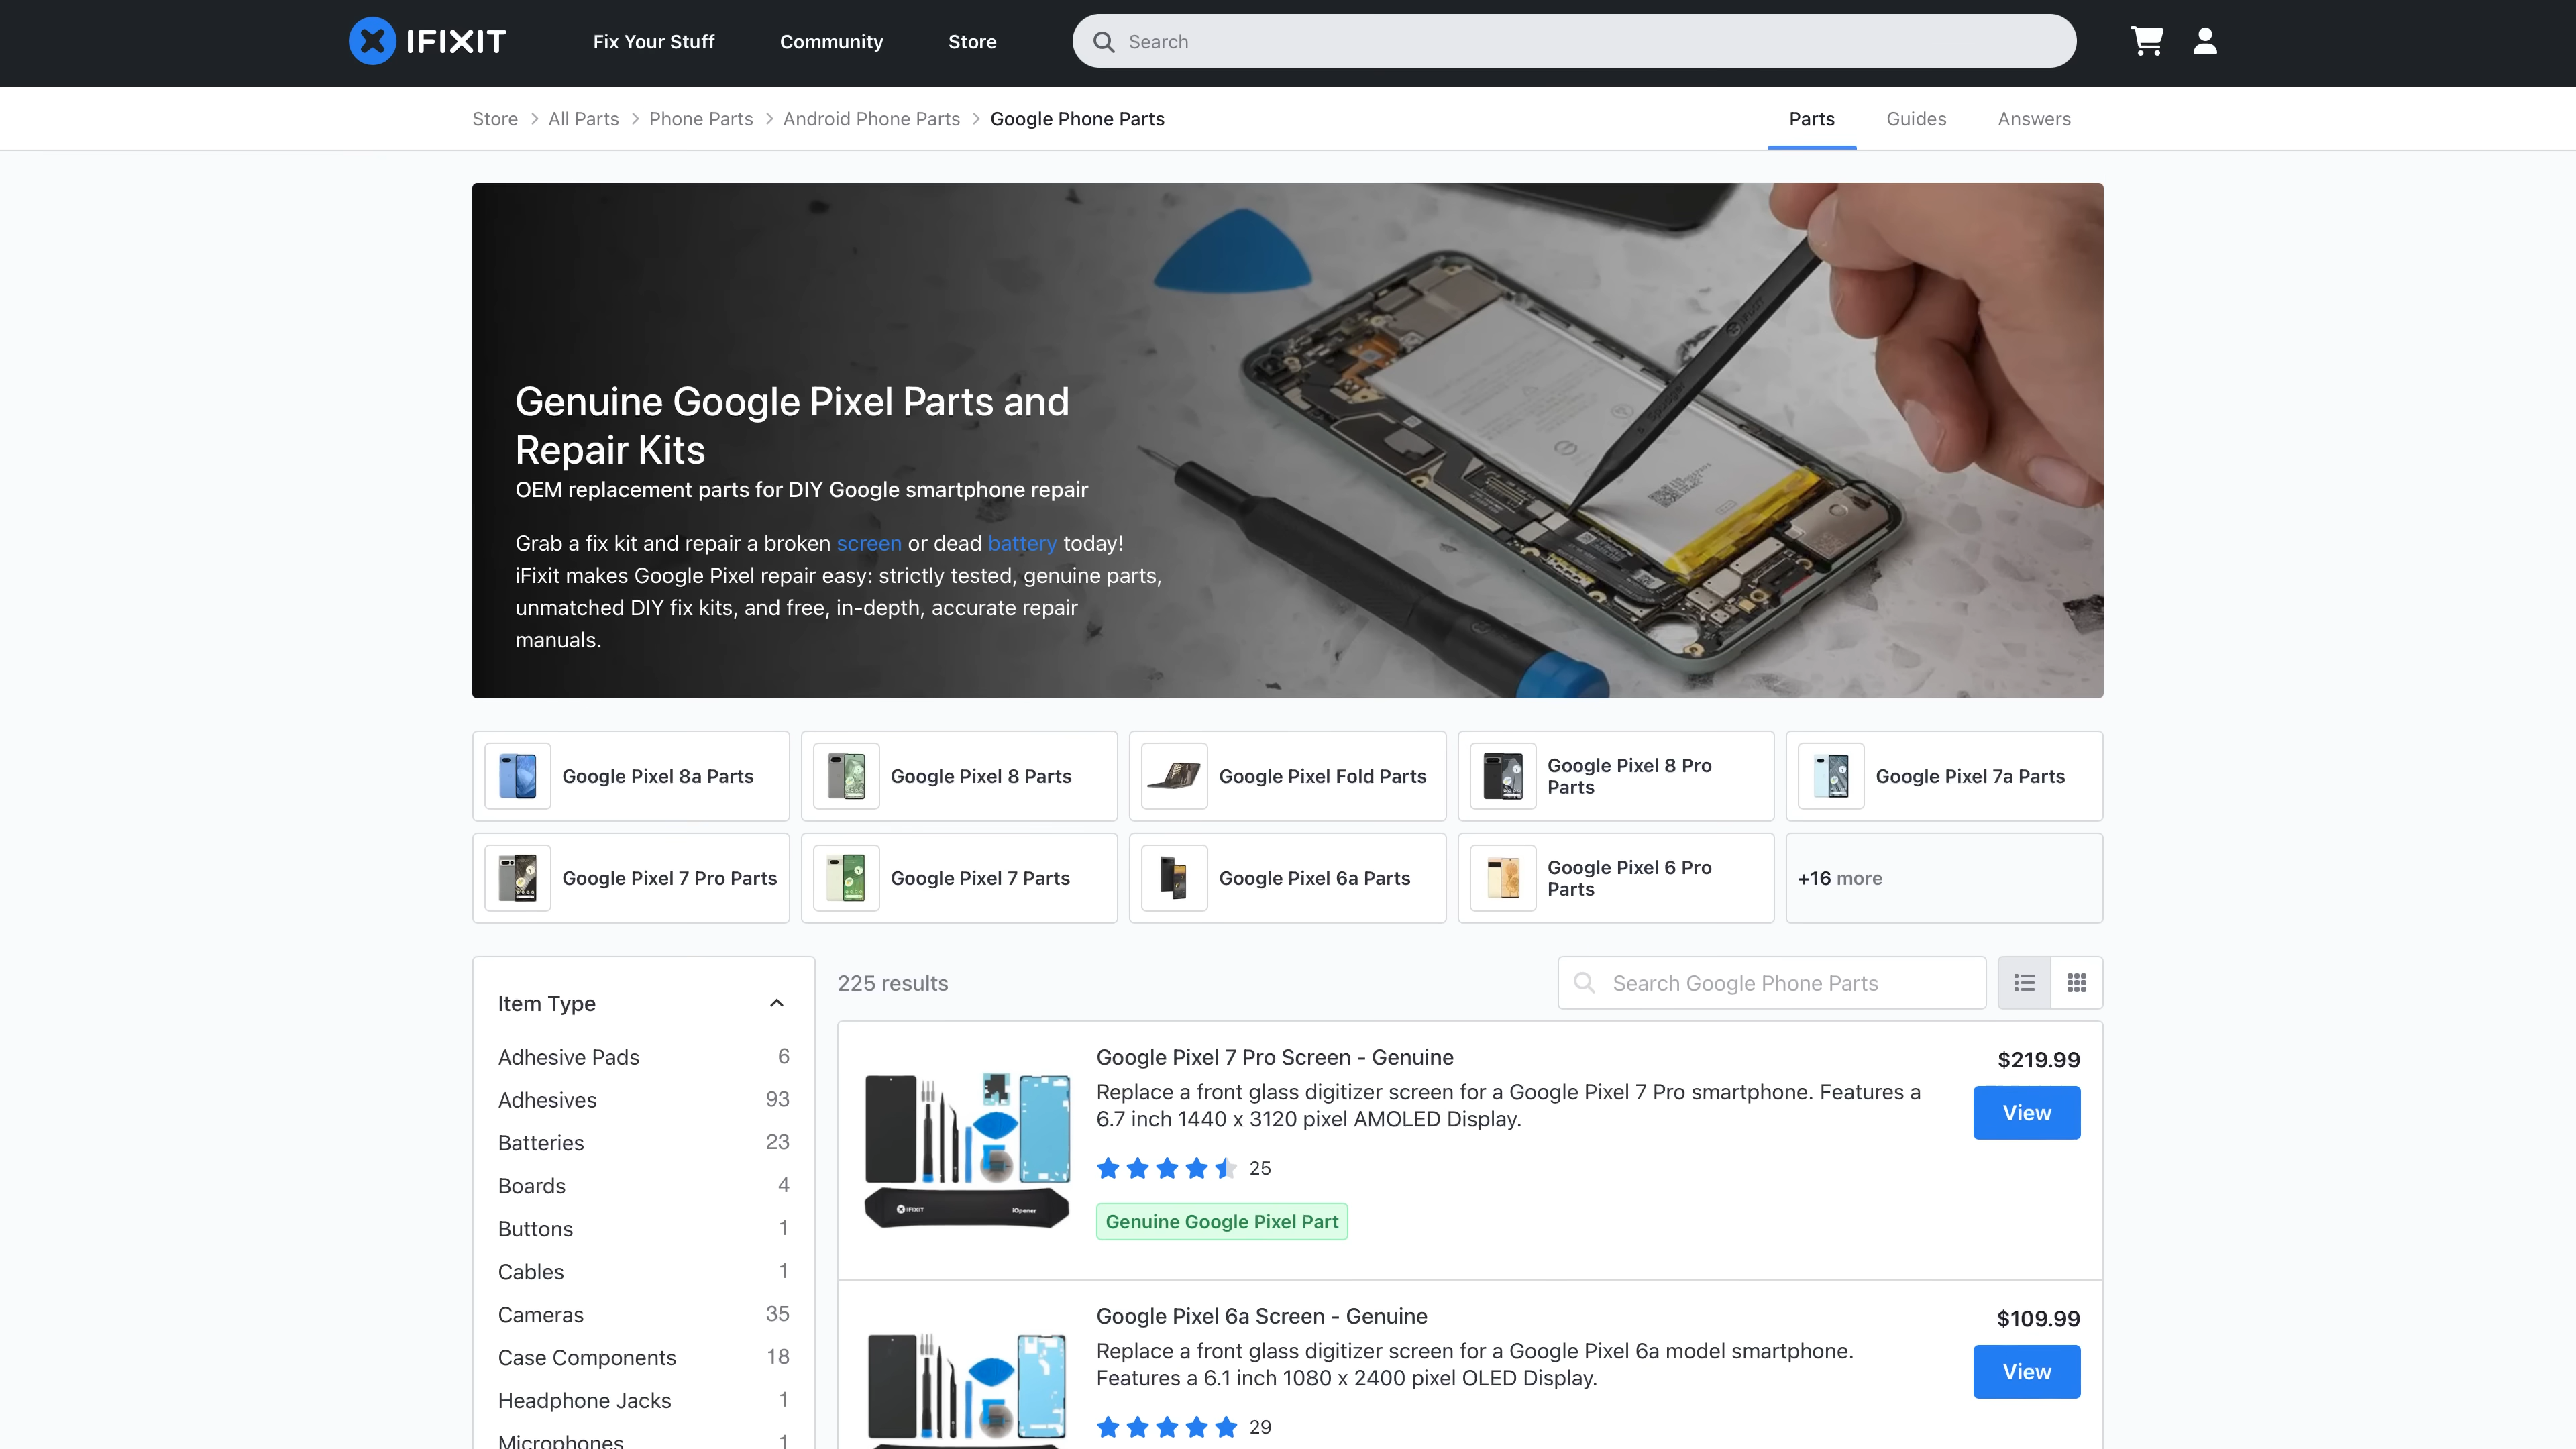 IFIXIT
Fix Your Stuff
Community
Store
Search
Store > All Parts > Phone Parts > Android Phone Parts > Google Phone Parts
Parts
Guides
Answers
Genuine Google Pixel Parts and
Repair Kits
OEM replacement parts for DIY Google smartphone repair
Grab a fix kit and repair a broken screen or dead battery today!
iFixit makes Google Pixel repair easy: strictly tested, genuine parts,
unmatched DIY fix kits, and free, in-depth, accurate repair
manuals.
Google Pixel 8a Parts
Google Pixel 8 Parts
Google Pixel Fold Parts
Google Pixel 8 Pro
Parts
Google Pixel 7a Parts
Google Pixel 7 Pro Parts
Google Pixel 7 Parts
Google Pixel 6a Parts
Google Pixel 6 Pro
Parts
+16 more
Item Type
Adhesive Pads 6
Adhesives 93
Batteries 23
Boards 4
Buttons 1
Cables 1
Cameras 35
Case Components 18
Headphone Jacks 1
Microphones 1
225 results
Search Google Phone Parts
Google Pixel 7 Pro Screen - Genuine
$219.99
Replace a front glass digitizer screen for a Google Pixel 7 Pro smartphone. Features a
6.7 inch 1440 x 3120 pixel AMOLED Display.
View
25
Genuine Google Pixel Part
IFIXIT
iOpener
Google Pixel 6a Screen - Genuine
$109.99
Replace a front glass digitizer screen for a Google Pixel 6a model smartphone.
Features a 6.1 inch 1080 x 2400 pixel OLED Display.
View
29